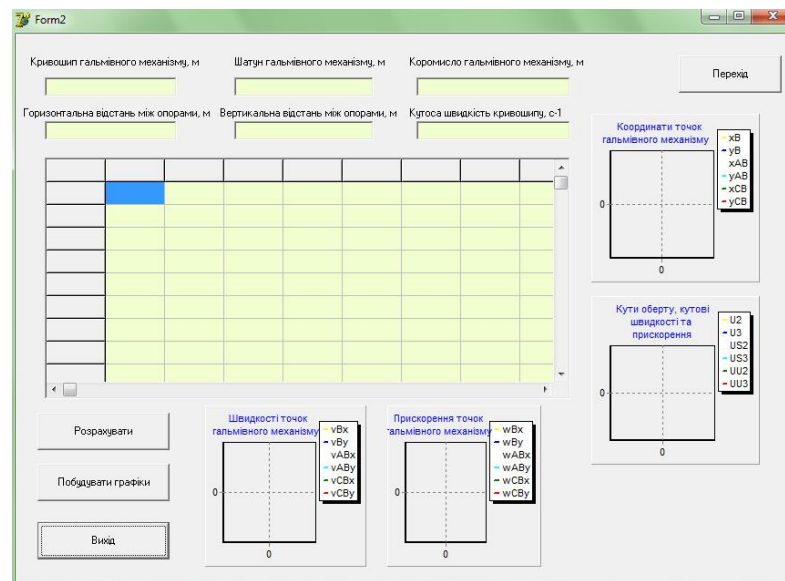 Form2
Кривошип гальмівного механізму, м
Шатун гальмівного механізму, м
Коромисло гальмівного механізму, м
Перехід
Горизонтальна відстань між опорами, м
Вертикальна відстань між опорами, м
Кутоса швидкість кривошипу, с-1
Координати точок
гальмівного механізму
xB
yB
xAB
yAB
xCB
yCB
0
0
Кути оберту, кутові
швидкості та
прискорення
U2
U3
US2
US3
UU2
UU3
0
0
Розрахувати
Побудувати графіки
Вихід
Швидкості точок
гальмівного механізму
vBx
vBy
vABx
vABy
vCBx
vCBy
0
0
Прискорення точок
гальмівного механізму
wBx
wBy
wABx
wABy
wCBx
wCBy
0
0